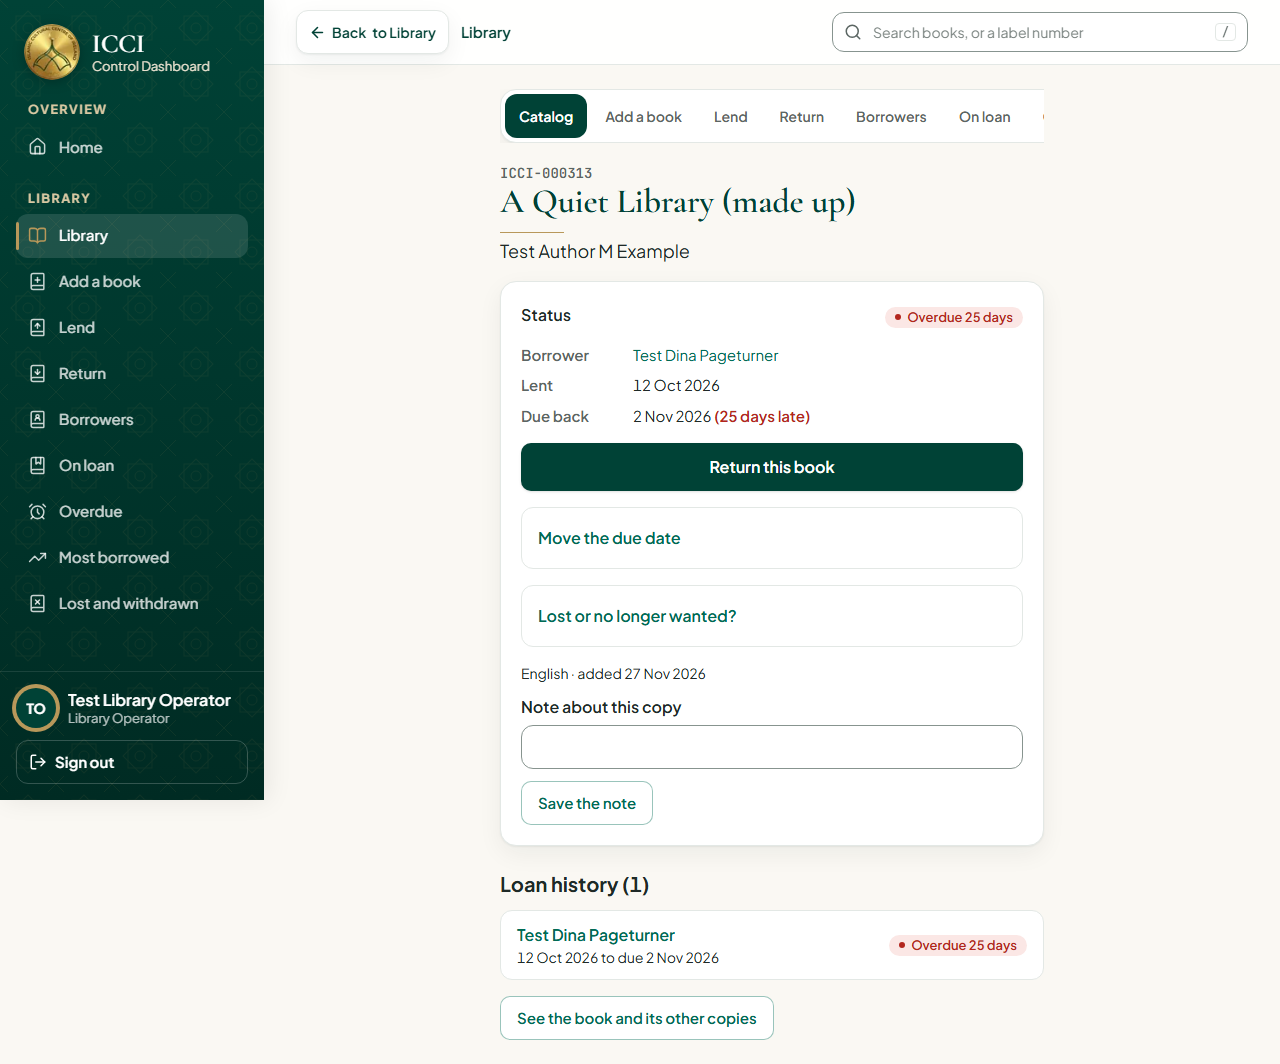 ICCI
Control Dashboard
OVERVIEW
Home
LIBRARY
Library
Add a book
Lend
Return
Borrowers
On loan
Overdue
Most borrowed
Lost and withdrawn
TO
Test Library Operator
Library Operator
Sign out
Back to Library
Library
Search books, or a label number
/
Catalog
Add a book
Lend
Return
Borrowers
On loan
ICCI-000313
A Quiet Library (made up)
Test Author M Example
Status
Overdue 25 days
Borrower
Test Dina Pageturner
Lent
12 Oct 2026
Due back
2 Nov 2026 (25 days late)
Return this book
Move the due date
Lost or no longer wanted?
English · added 27 Nov 2026
Note about this copy
Save the note
Loan history (1)
Test Dina Pageturner
12 Oct 2026 to due 2 Nov 2026
Overdue 25 days
See the book and its other copies